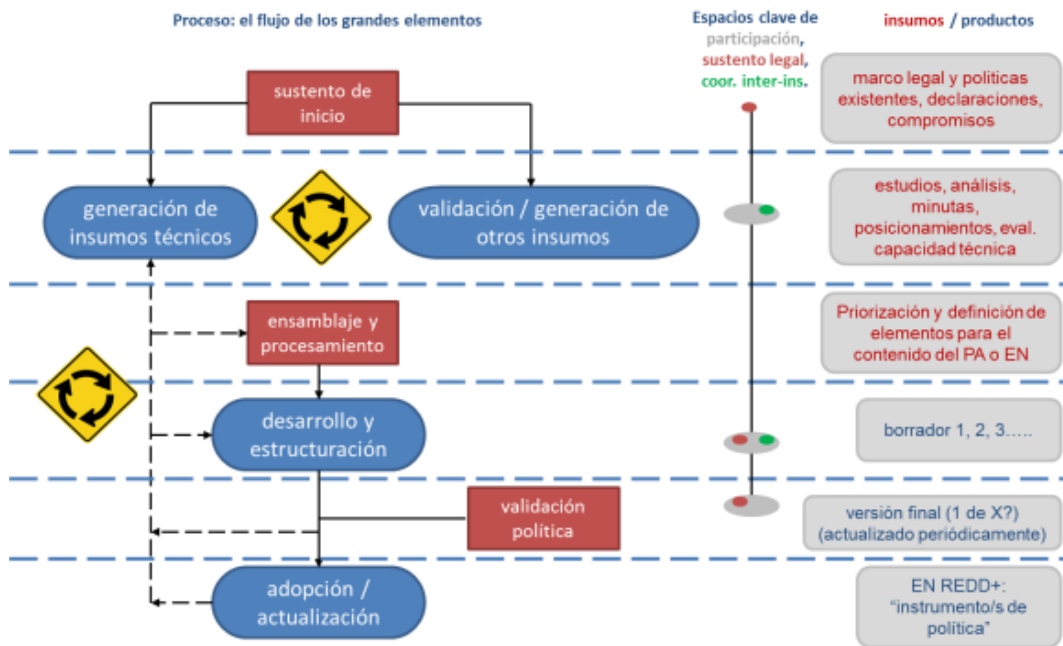 Proceso: el flujo de los grandes elementos
Espacios clave de
participación,
sustento legal,
coor. inter-ins.
insumos / productos
sustento de
inicio
marco legal y politicas
existentes, declaraciones,
compromisos
generación de
insumos técnicos
validación / generación de
otros insumos
estudios, análisis,
minutas,
posicionamientos, eval.
capacidad técnica
ensamblaje y
procesamiento
Priorización y definición de
elementos para el
contenido del PA o EN
desarrollo y
estructuración
borrador 1, 2, 3.....
validación
política
versión final (1 de X?)
(actualizado periódicamente)
adopción /
actualización
EN REDD+:
“instrumento/s de
política”